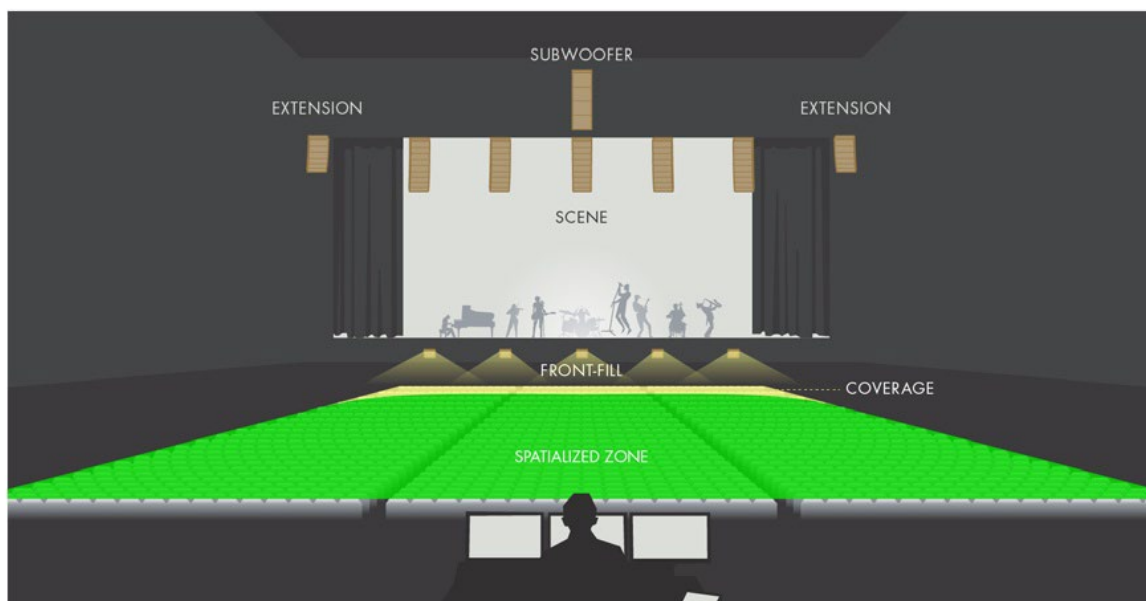 SUBWOOFER
EXTENSION
EXTENSION
SCENE
FRONT-FILL
COVERAGE
SPATIALIZED ZONE